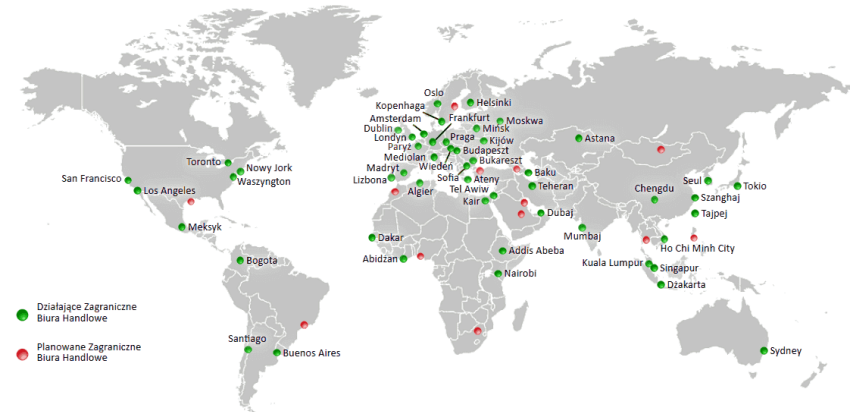 Oslo
Kopenhaga
Helsinki
Amsterdam
Frankfurt
Moskwa
Dublin
Mińsk
Londyn
Praga
Kijów
Astana
Paryż
Budapeszt
Mediolan
Wiedeń
Bukareszt
Toronto
Nowy Jork
Madryt
Sofia
Ateny
Baku
San Francisco
Waszyngton
Lizbona
Tel Awiw
Teheran
Chengdu
Seul
Tokio
Los Angeles
Algier
Kair
Szanghaj
Dubaj
Tajpej
Meksyk
Dakar
Mumbaj
Ho Chi Minh City
Addis Abeba
Bogota
Abidżan
Kuala Lumpur
Singapur
Nairobi
Dżakarta
Działające Zagraniczne
Biura Handlowe
Planowane Zagraniczne
Biura Handlowe
Santiago
Buenos Aires
Sydney